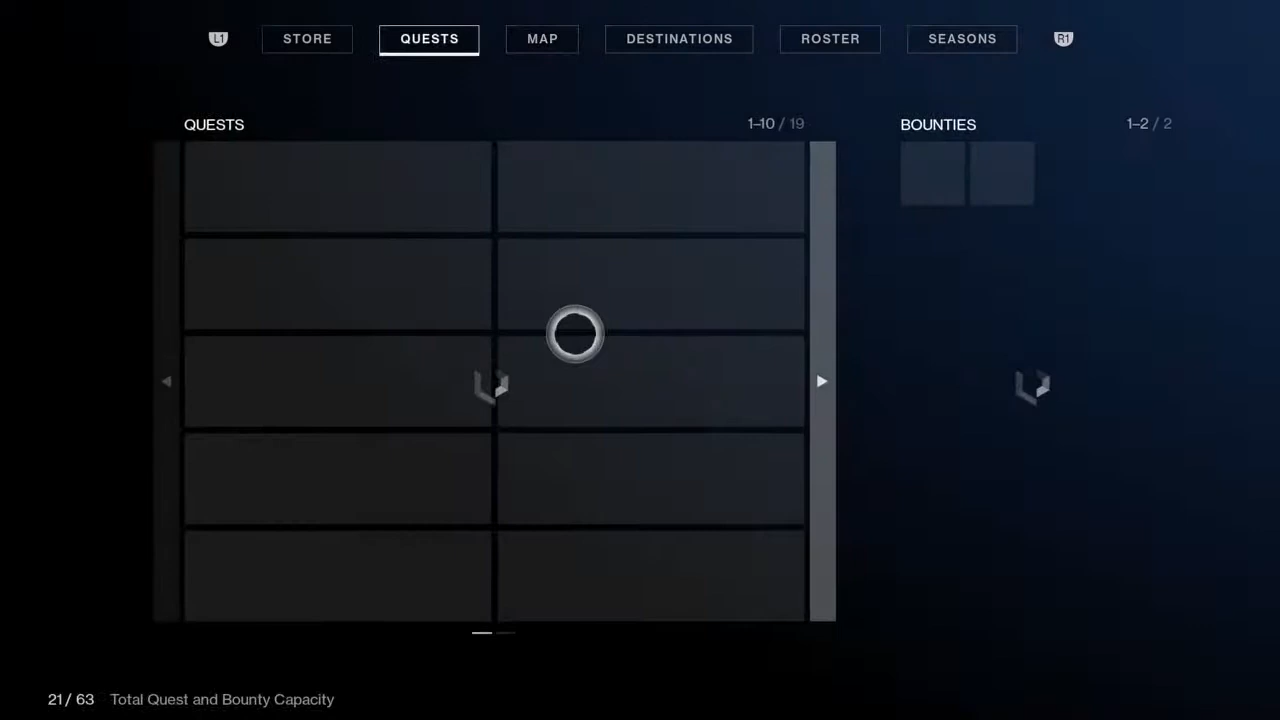 L1 STORE QUESTS MAP DESTINATIONS ROSTER SEASONS R1
QUESTS 1–10 / 19
BOUNTIES 1–2 / 2
21 / 63 Total Quest and Bounty Capacity